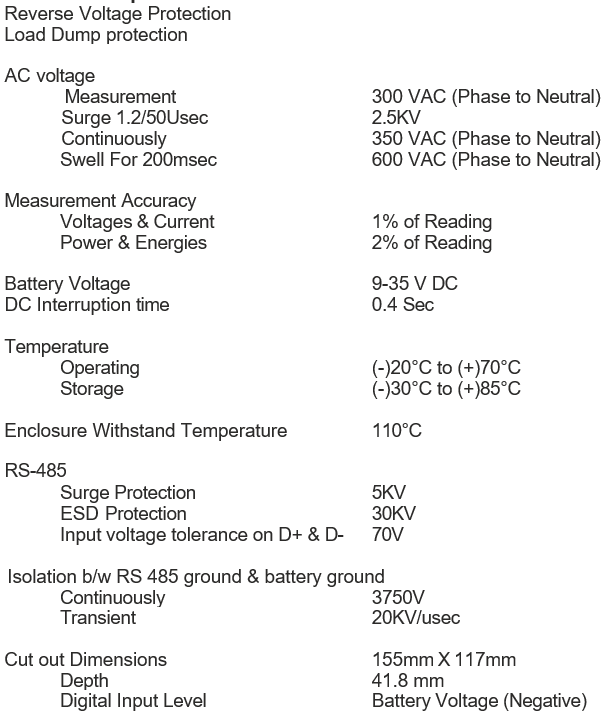 Reverse Voltage Protection
Load Dump protection
AC voltage
Measurement 300 VAC (Phase to Neutral)
Surge 1.2/50Usec 2.5KV
Continuously 350 VAC (Phase to Neutral)
Swell For 200msec 600 VAC (Phase to Neutral)
Measurement Accuracy
Voltages & Current 1% of Reading
Power & Energies 2% of Reading
Battery Voltage 9-35 V DC
DC Interruption time 0.4 Sec
Temperature
Operating (-)20°C to (+)70°C
Storage (-)30°C to (+)85°C
Enclosure Withstand Temperature 110°C
RS-485
Surge Protection 5KV
ESD Protection 30KV
Input voltage tolerance on D+ & D- 70V
Isolation b/w RS 485 ground & battery ground
Continuously 3750V
Transient 20KV/usec
Cut out Dimensions 155mm X 117mm
Depth 41.8 mm
Digital Input Level Battery Voltage (Negative)